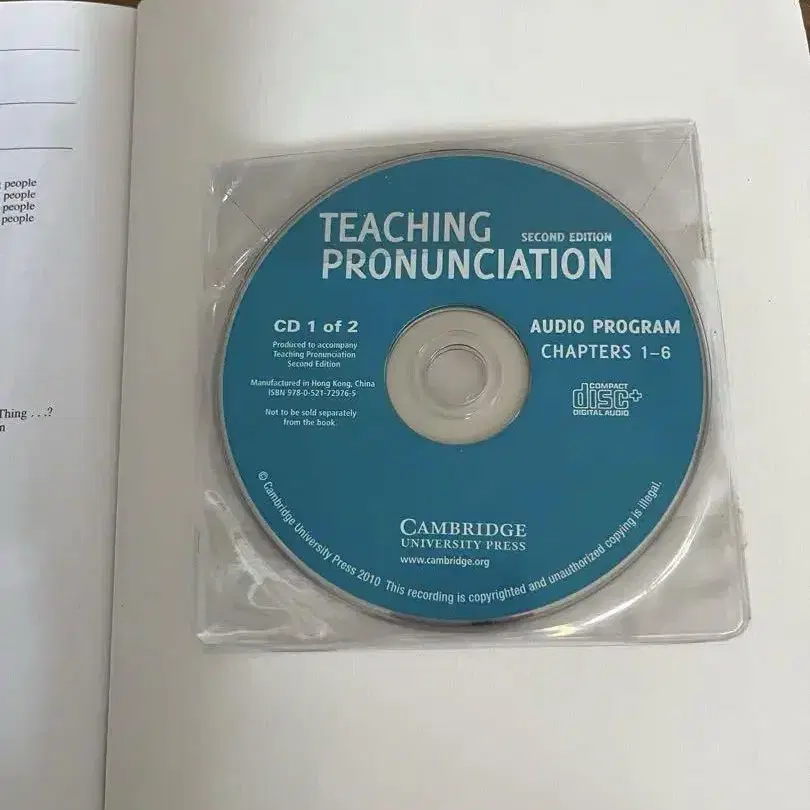 people
people
people
people
Thing . . .?
n
TEACHING
SECOND EDITION
PRONUNCIATION
CD 1 of 2
Produced to accompany
Teaching Pronunciation
Second Edition
Manufactured in Hong Kong, China
ISBN 978-0-521-72976-5
Not to be sold separately
from the book.
AUDIO PROGRAM
CHAPTERS 1–6
COMPACT
disc+
DIGITAL AUDIO
CAMBRIDGE
UNIVERSITY PRESS
www.cambridge.org
© Cambridge University Press 2010 This recording is copyrighted and unauthorized copying is illegal.